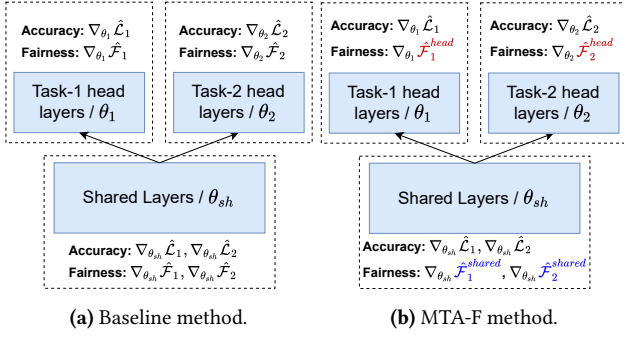 Accuracy: ∇θ₁ L̂₁
Fairness: ∇θ₁ F̂₁
Accuracy: ∇θ₂ L̂₂
Fairness: ∇θ₂ F̂₂
Task-1 head
layers / θ₁
Task-2 head
layers / θ₂
Shared Layers / θsh
Accuracy: ∇θsh L̂₁, ∇θsh L̂₂
Fairness: ∇θsh F̂₁, ∇θsh F̂₂
(a) Baseline method.
Accuracy: ∇θ₁ L̂₁
Fairness: ∇θ₁ F̂₁^head
Accuracy: ∇θ₂ L̂₂
Fairness: ∇θ₂ F̂₂^head
Task-1 head
layers / θ₁
Task-2 head
layers / θ₂
Shared Layers / θsh
Accuracy: ∇θsh L̂₁, ∇θsh L̂₂
Fairness: ∇θsh F̂₁^shared, ∇θsh F̂₂^shared
(b) MTA-F method.